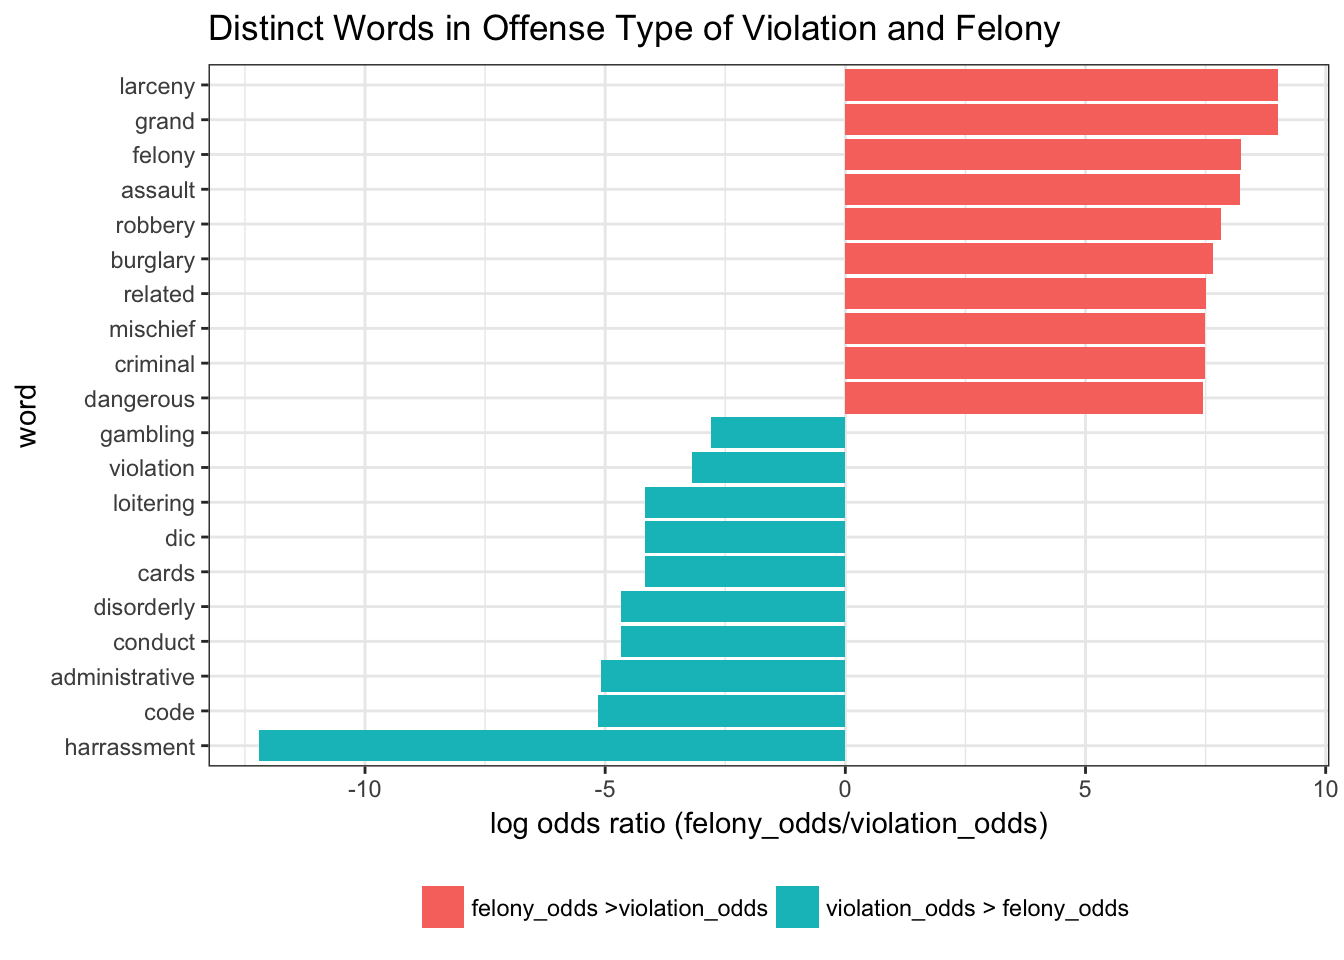 Distinct Words in Offense Type of Violation and Felony
larceny
grand
felony
assault
robbery
burglary
related
mischief
criminal
dangerous
gambling
violation
loitering
dic
cards
disorderly
conduct
administrative
code
harrassment
word
-10 -5 0 5 10
log odds ratio (felony_odds/violation_odds)
felony_odds >violation_odds violation_odds > felony_odds